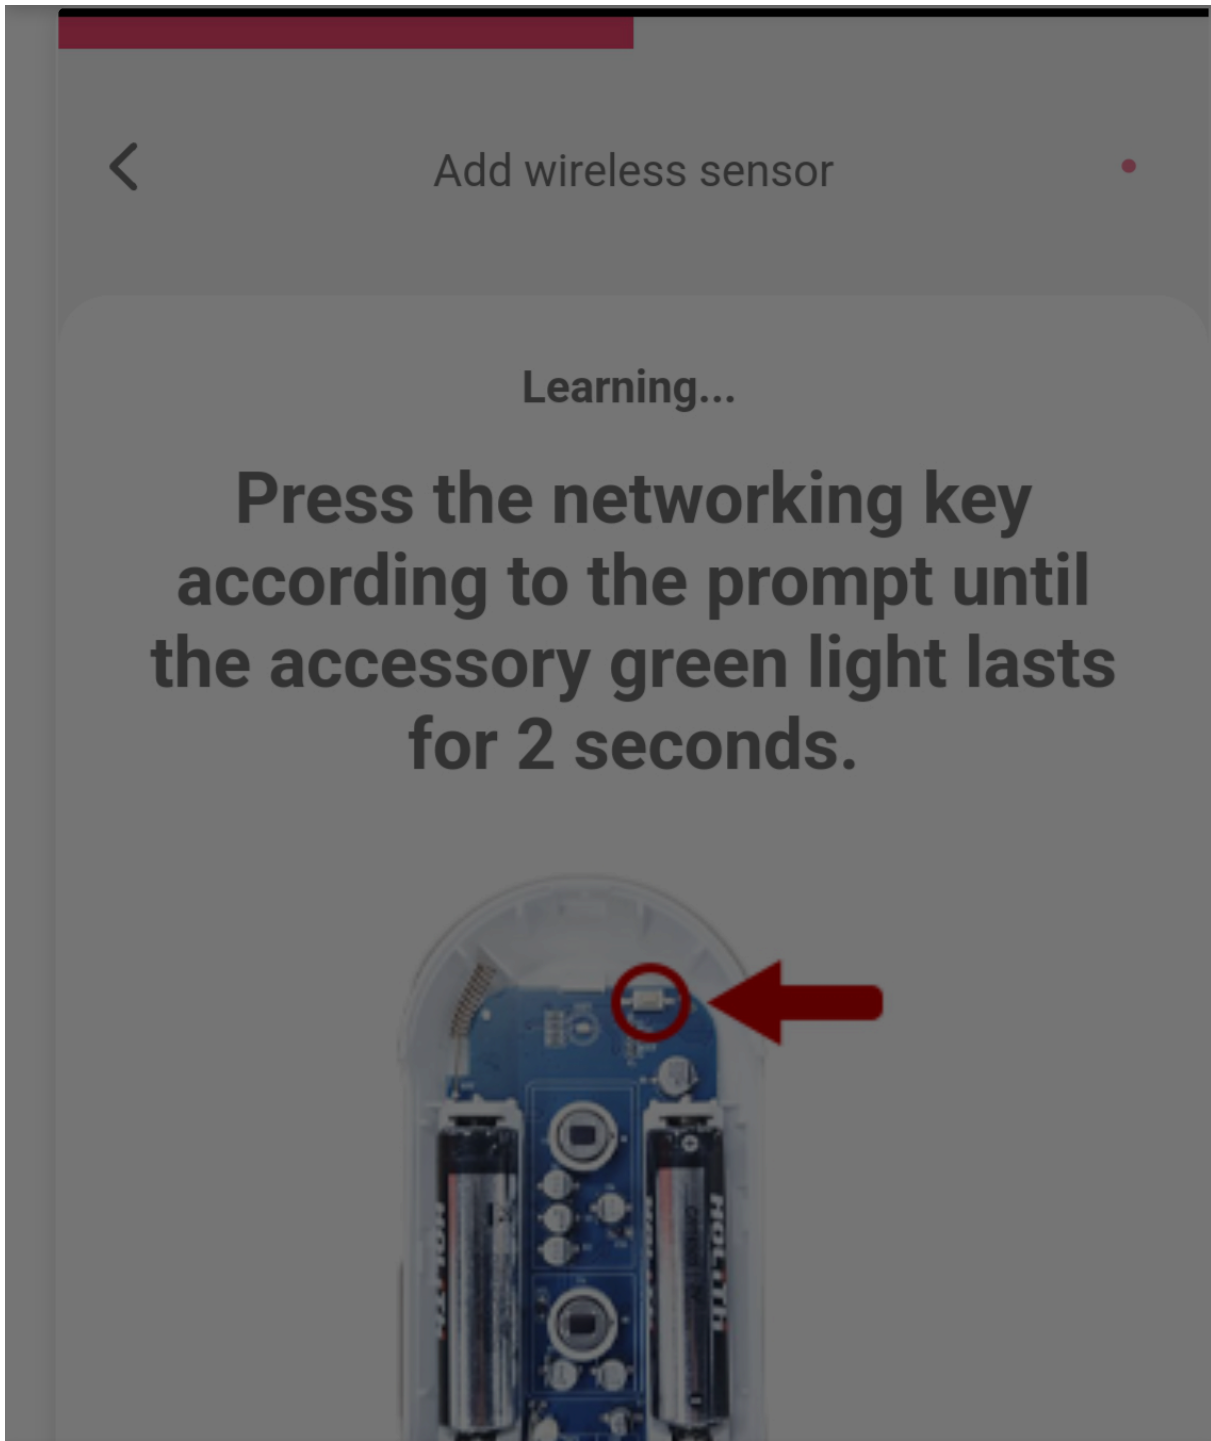 Add wireless sensor
Learning...
Press the networking key
according to the prompt until
the accessory green light lasts
for 2 seconds.